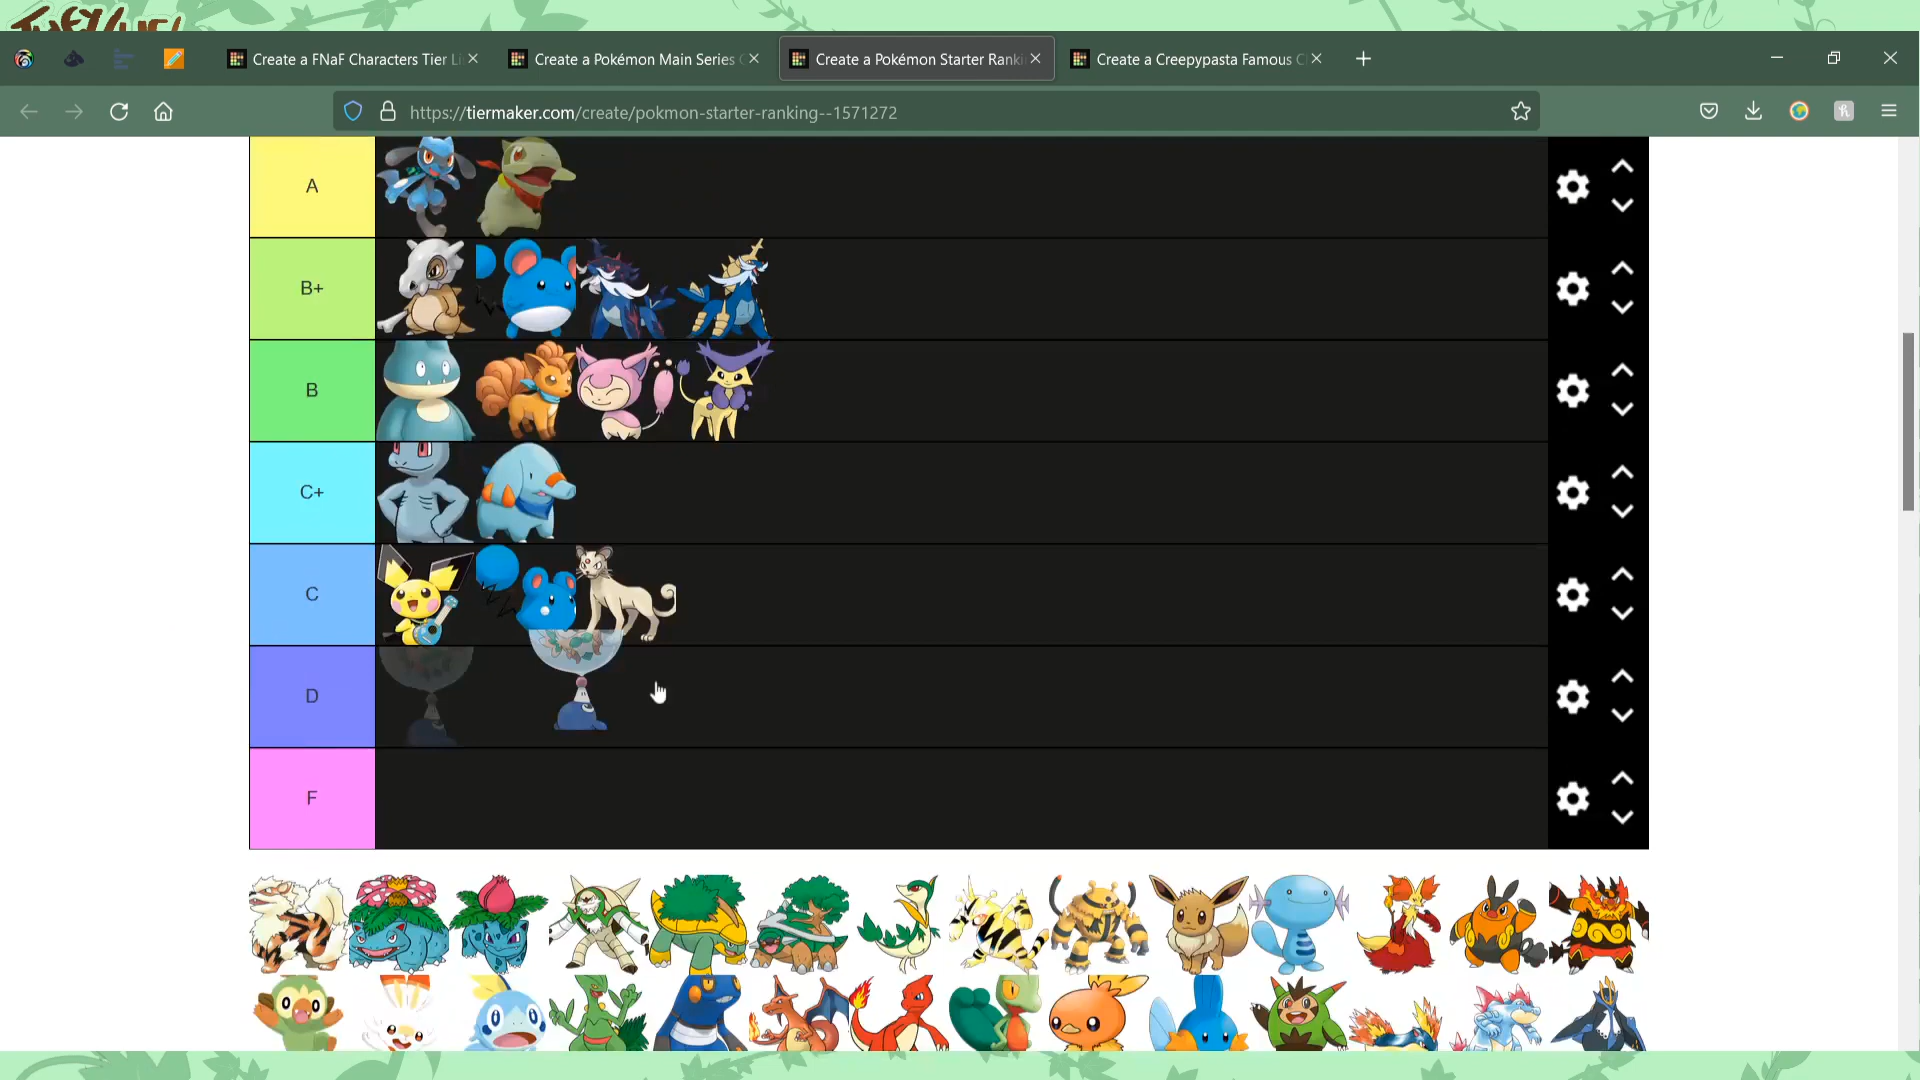 Create a FNaF Characters Tier Li
Create a Pokémon Main Series
Create a Pokémon Starter Ranki
Create a Creepypasta Famous C
https://tiermaker.com/create/pokmon-starter-ranking--1571272
A
B+
B
C+
C
D
F